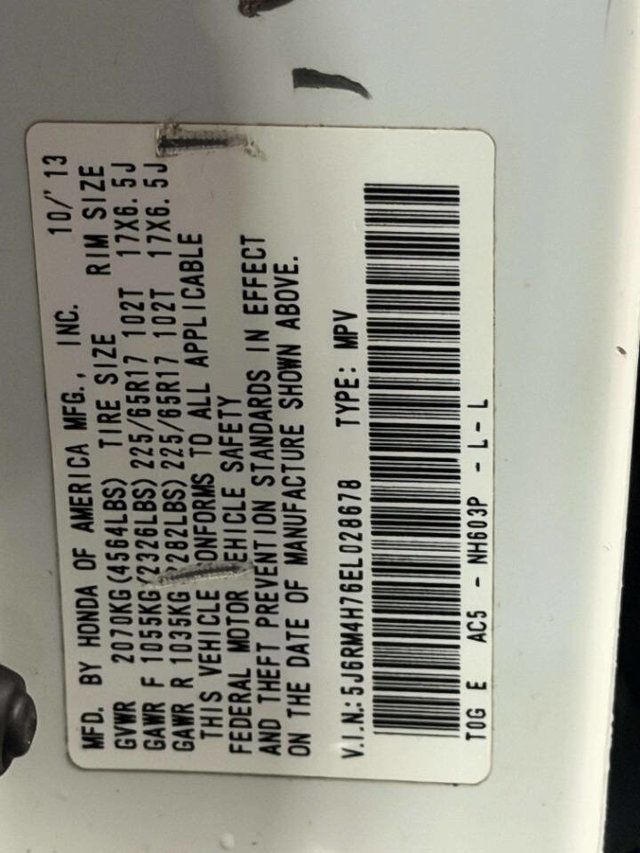 MFD. BY HONDA OF AMERICA MFG., INC. 10/'13
GVWR 2070KG(4564LBS) TIRE SIZE RIM SIZE
GAWR F 1055KG(2326LBS)225/65R17 102T 17X6.5J
GAWR R 1035KG 2282LBS)225/65R17 102T 17X6.5J
THIS VEHICLE ONFORMS TO ALL APPLICABLE
FEDERAL MOTOR EHICLE SAFETY
AND THEFT PREVENTION STANDARDS IN EFFECT
ON THE DATE OF MANUFACTURE SHOWN ABOVE.
V.I.N.:5J6RM4H76EL028678 TYPE: MPV
TOG E AC5 - NH603P - L-L